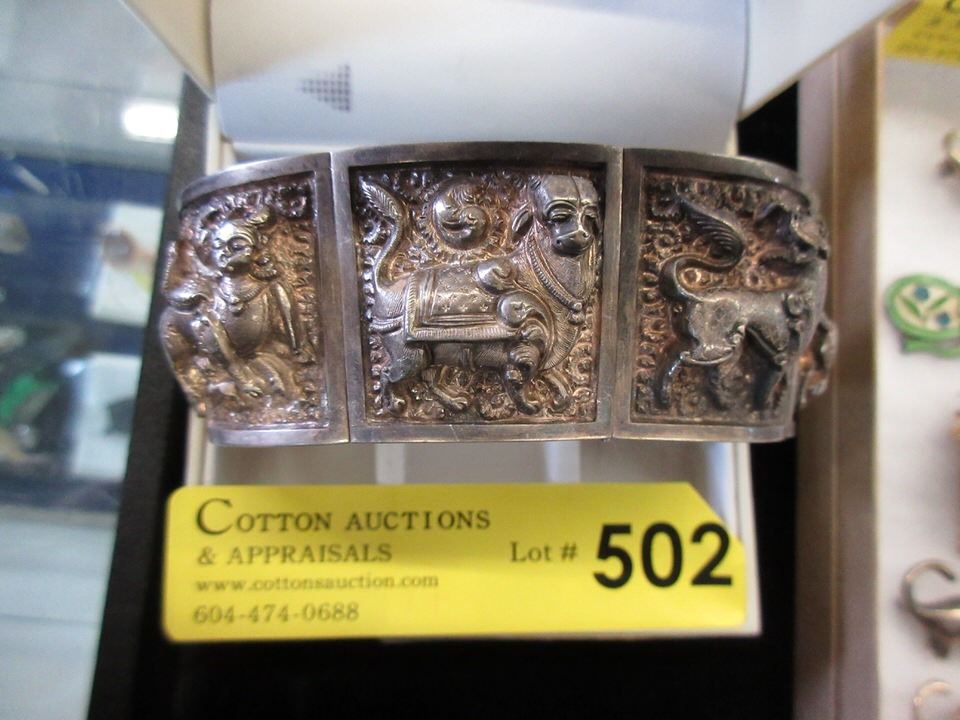 COTTON AUCTIONS
& APPRAISALS
Lot # 502
www.cottonsauction.com
604-474-0688